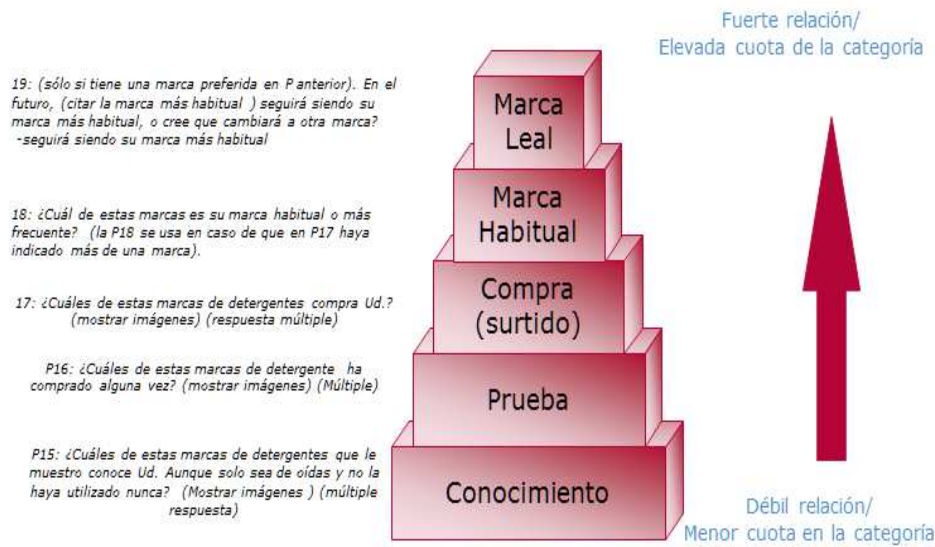 Fuerte relación/
Elevada cuota de la categoría
19: (sólo si tiene una marca preferida en P anterior). En el
futuro, (citar la marca más habitual ) seguirá siendo su
marca más habitual, o cree que cambiará a otra marca?
-seguirá siendo su marca más habitual
Marca
Leal
18: ¿Cuál de estas marcas es su marca habitual o más
frecuente? (la P18 se usa en caso de que en P17 haya
indicado más de una marca).
Marca
Habitual
17: ¿Cuáles de estas marcas de detergentes compra Ud.?
(mostrar imágenes) (respuesta múltiple)
Compra
(surtido)
P16: ¿Cuáles de estas marcas de detergente ha
comprado alguna vez? (mostrar imágenes) (Múltiple)
Prueba
P15: ¿Cuáles de estas marcas de detergentes que le
muestro conoce Ud. Aunque solo sea de oídas y no la
haya utilizado nunca? (Mostrar imágenes ) (múltiple
respuesta)
Conocimiento
Débil relación/
Menor cuota en la categoría